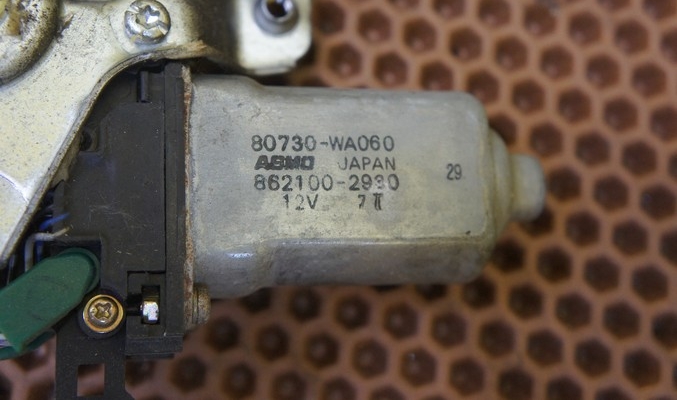 80730-WA060
ASMO JAPAN
862100-2930
12V 7 π
29